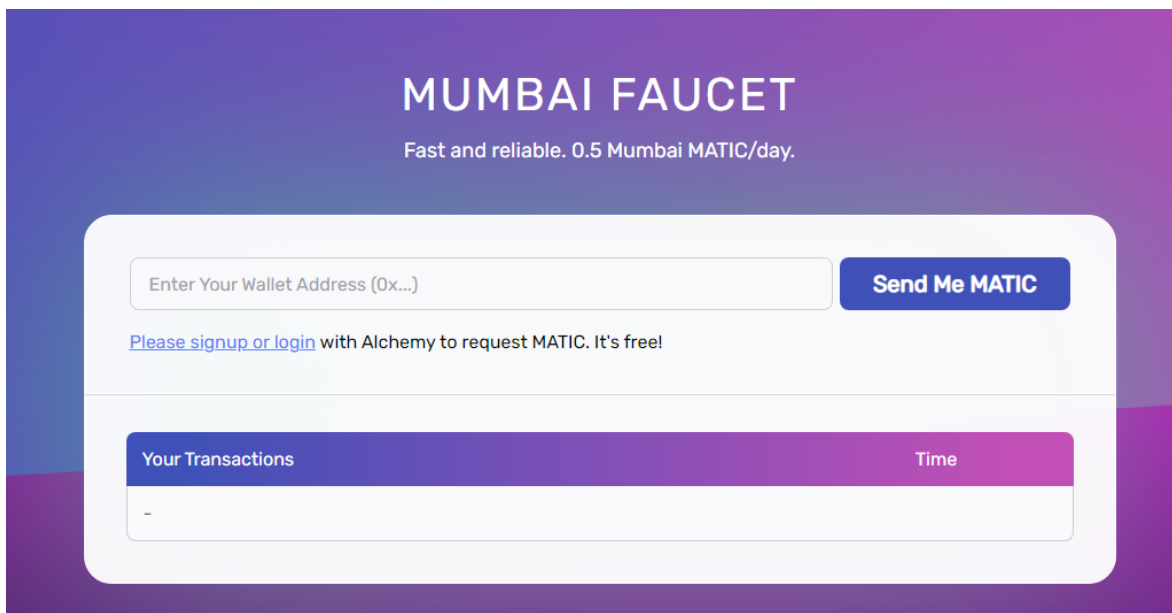 MUMBAI FAUCET
Fast and reliable. 0.5 Mumbai MATIC/day.
Enter Your Wallet Address (0x...) Send Me MATIC
Please signup or login with Alchemy to request MATIC. It's free!
Your Transactions Time
-